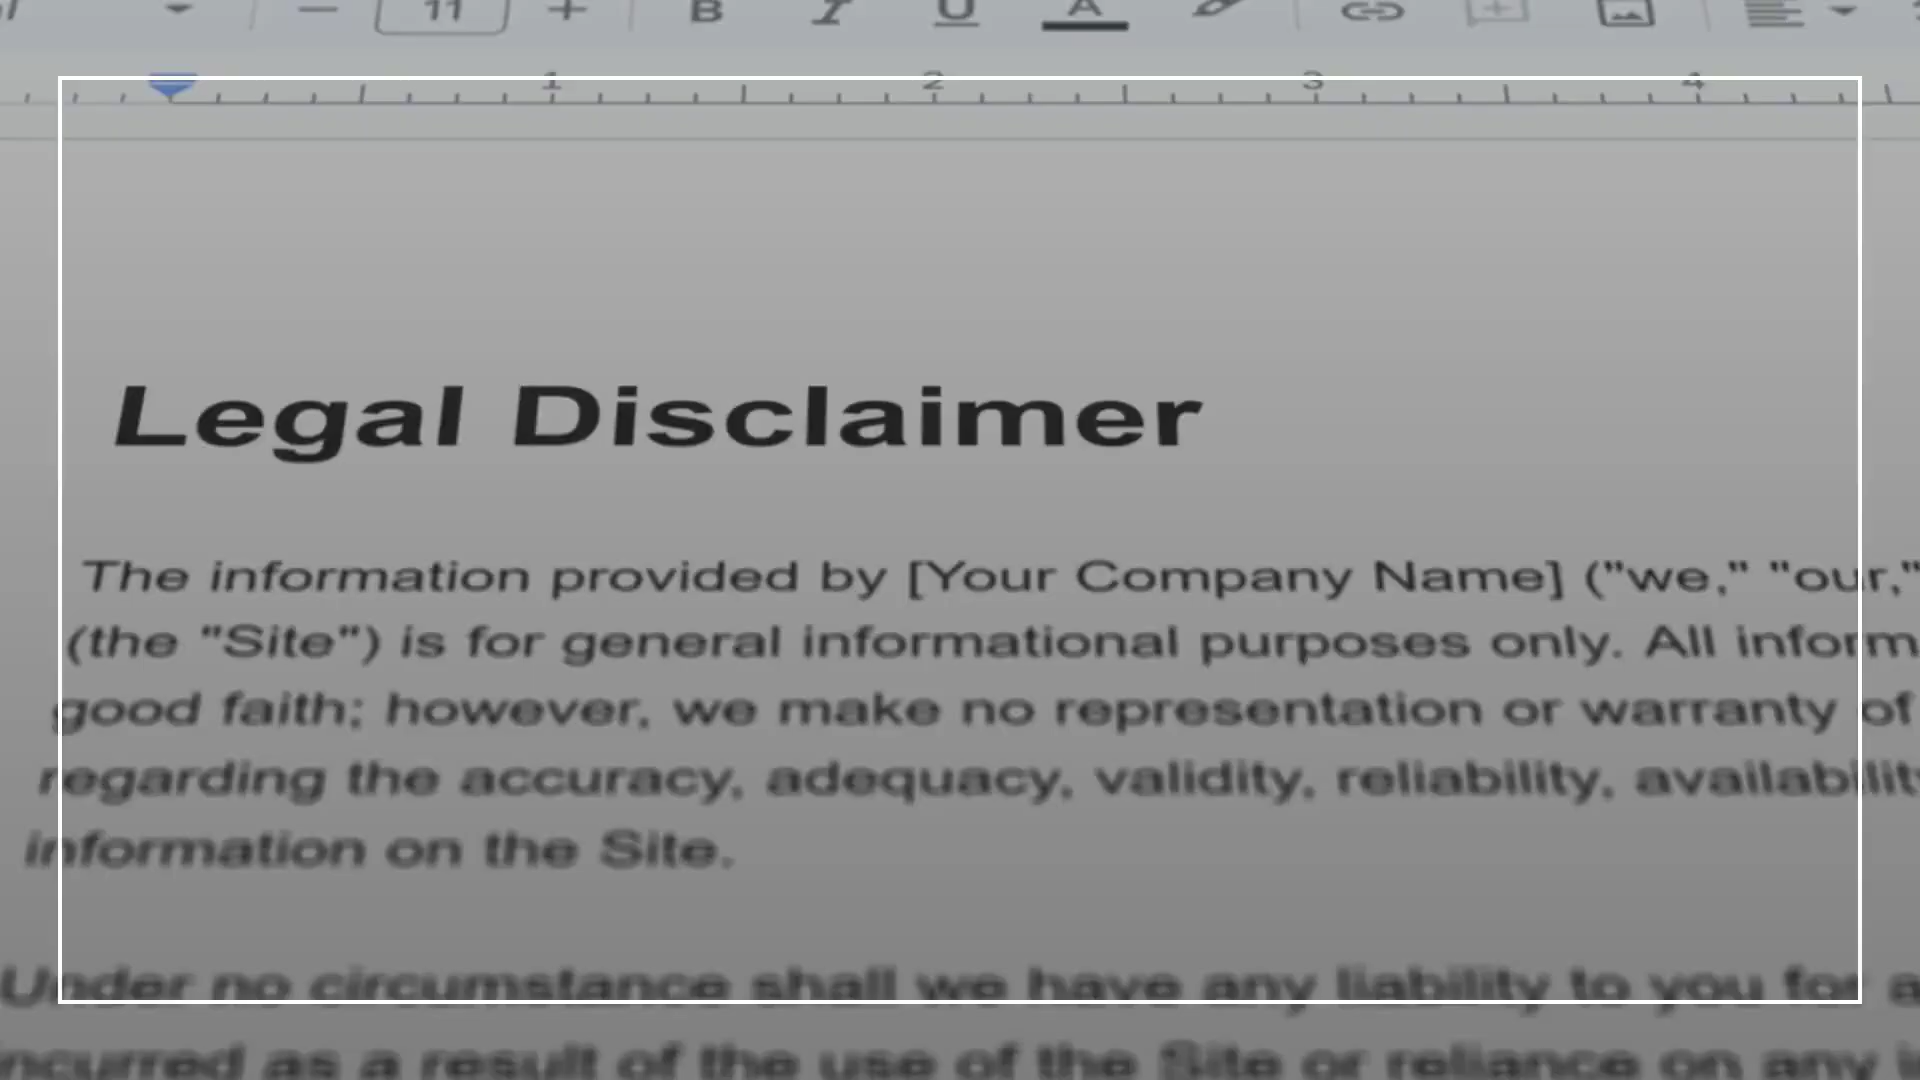 11 B I U A
1 2 3 4
Legal Disclaimer
The information provided by [Your Company Name] ("we," "our,"
(the "Site") is for general informational purposes only. All inform
good faith; however, we make no representation or warranty of
regarding the accuracy, adequacy, validity, reliability, availability
information on the Site.
Under no circumstance shall we have any liability to you for a
incurred as a result of the use of the Site or reliance on any i